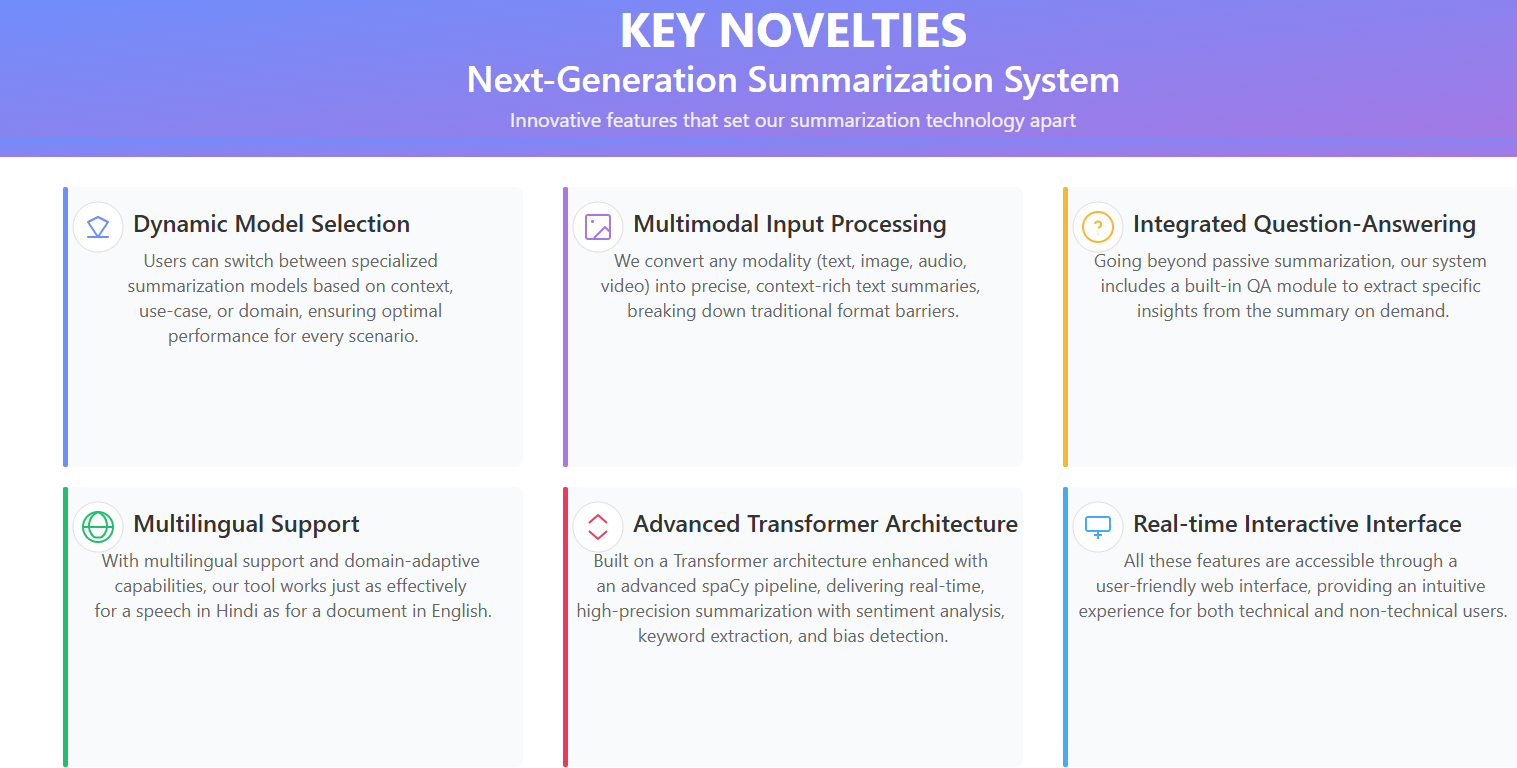 KEY NOVELTIES
Next-Generation Summarization System
Innovative features that set our summarization technology apart
Dynamic Model Selection
Users can switch between specialized
summarization models based on context,
use-case, or domain, ensuring optimal
performance for every scenario.
Multimodal Input Processing
We convert any modality (text, image, audio,
video) into precise, context-rich text summaries,
breaking down traditional format barriers.
Integrated Question-Answering
Going beyond passive summarization, our system
includes a built-in QA module to extract specific
insights from the summary on demand.
Multilingual Support
With multilingual support and domain-adaptive
capabilities, our tool works just as effectively
for a speech in Hindi as for a document in English.
Advanced Transformer Architecture
Built on a Transformer architecture enhanced with
an advanced spaCy pipeline, delivering real-time,
high-precision summarization with sentiment analysis,
keyword extraction, and bias detection.
Real-time Interactive Interface
All these features are accessible through a
user-friendly web interface, providing an intuitive
experience for both technical and non-technical users.